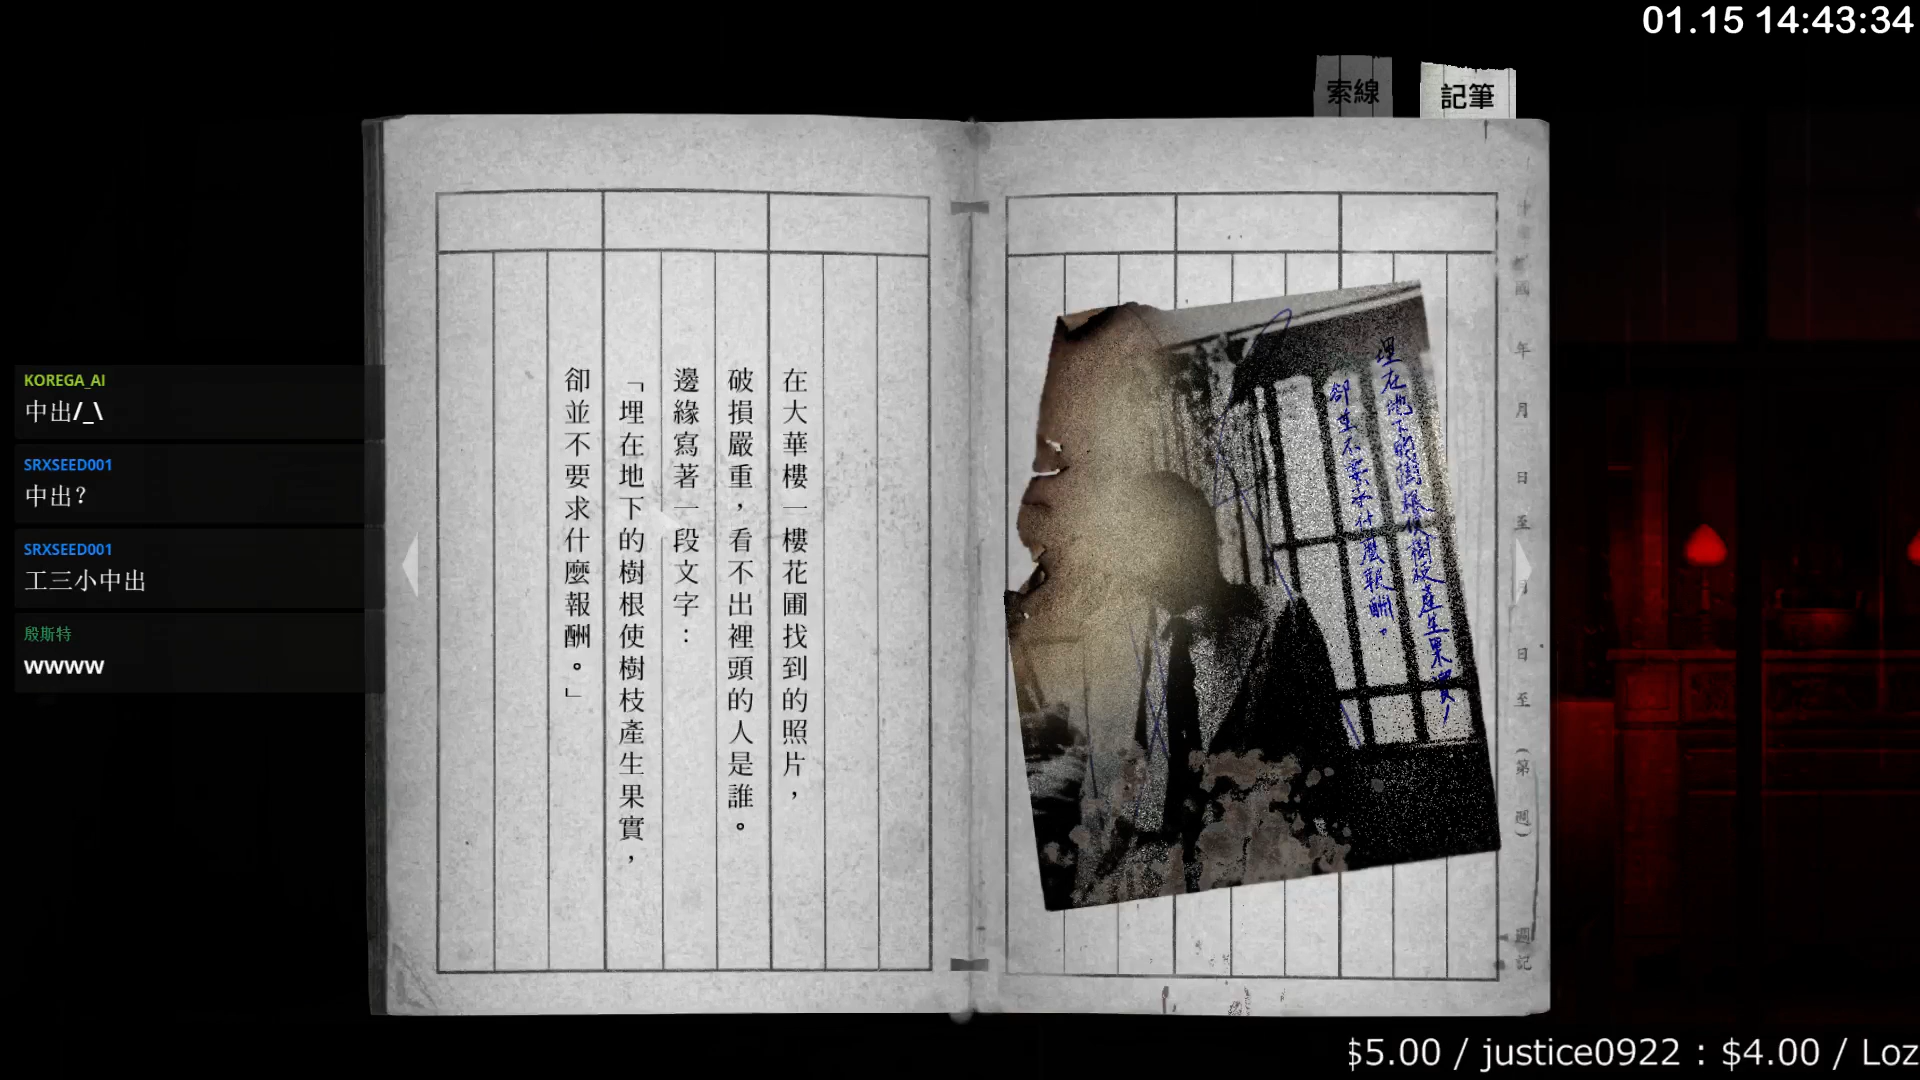 01.15 14:43:34
索線
記筆
KOREGA_AI
中出/_\
SRXSEED001
中出?
SRXSEED001
工三小中出
殷斯特
wwww
在大華樓一樓花圃找到的照片，
破損嚴重，看不出裡頭的人是誰。
邊緣寫著一段文字：
「埋在地下的樹根使樹枝產生果實，
卻並不要求什麼報酬。」
埋在地下的樹根使樹枝產生果實，
卻並不要求什麼報酬。
國 年 月 日至 月 日至 (第 週) 週記
$5.00 / justice0922 : $4.00 / Loz